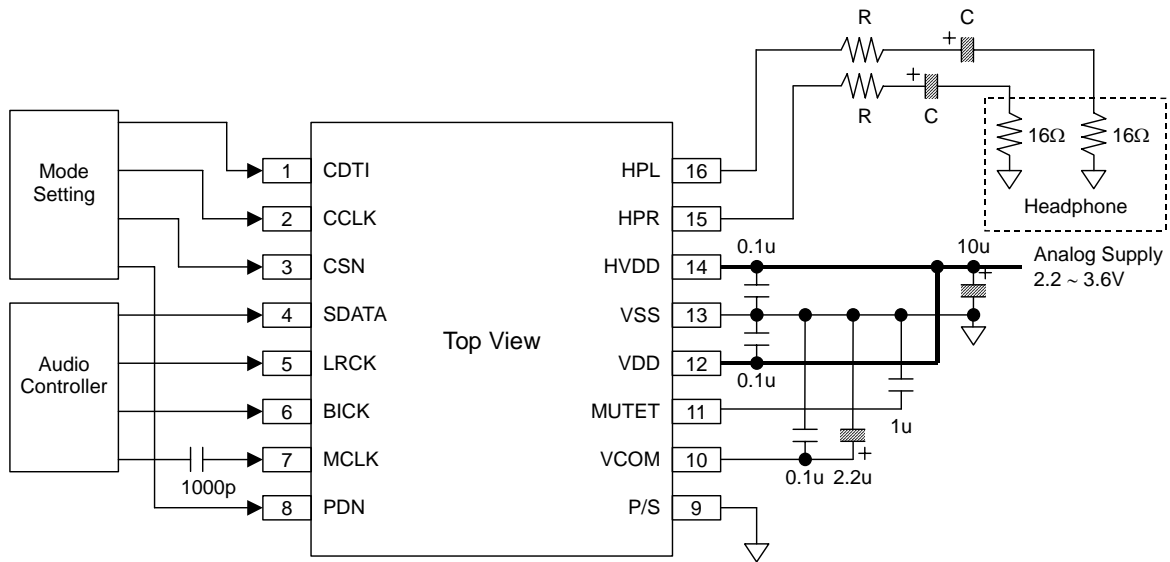 R
C
+
+
R
C
16Ω
16Ω
Headphone
Mode
Setting
Audio
Controller
1000p
1
CDTI
2
CCLK
3
CSN
4
SDATA
5
LRCK
6
BICK
7
MCLK
8
PDN
Top View
HPL
16
HPR
15
HVDD
14
VSS
13
VDD
12
MUTET
11
VCOM
10
P/S
9
0.1u
10u
+
Analog Supply
2.2 ~ 3.6V
0.1u
1u
+
0.1u
2.2u